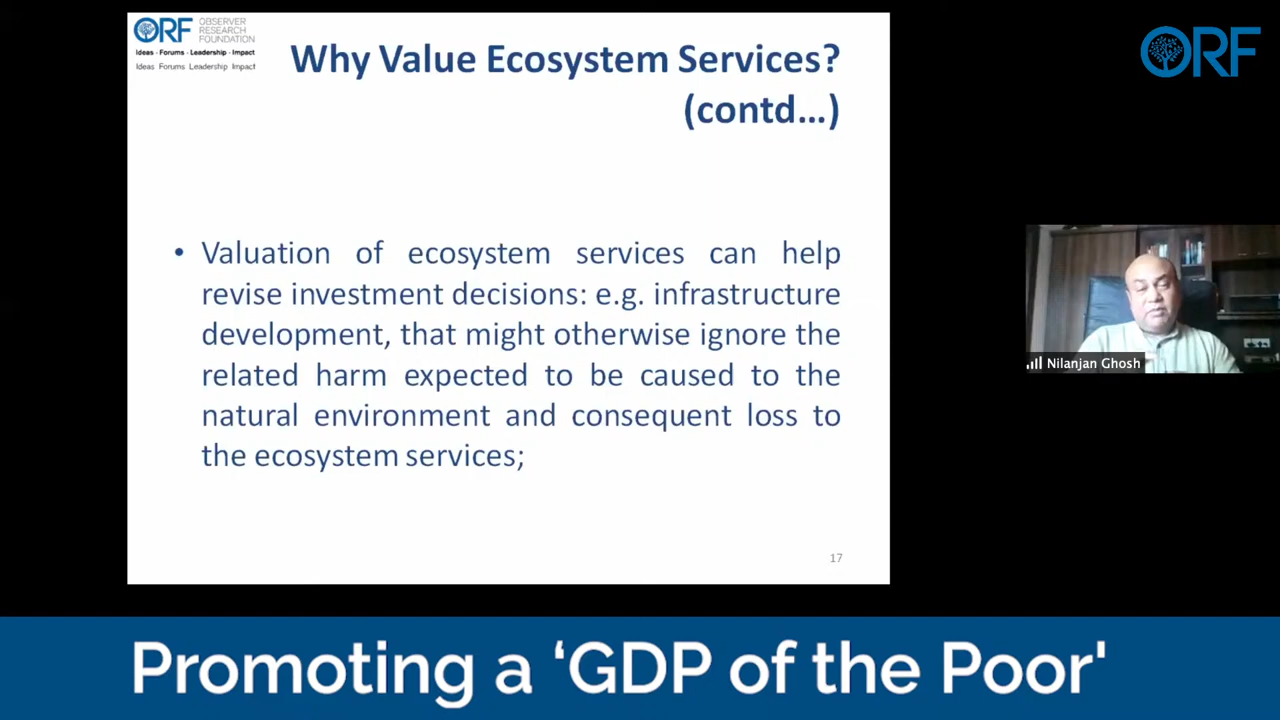 ORF
OBSERVER
RESEARCH
FOUNDATION
Ideas · Forums · Leadership · Impact
Ideas Forums Leadership Impact
Why Value Ecosystem Services?
(contd…)
ORF
• Valuation of ecosystem services can help
revise investment decisions: e.g. infrastructure
development, that might otherwise ignore the
related harm expected to be caused to the
natural environment and consequent loss to
the ecosystem services;
Nilanjan Ghosh
17
Promoting a ‘GDP of the Poor'